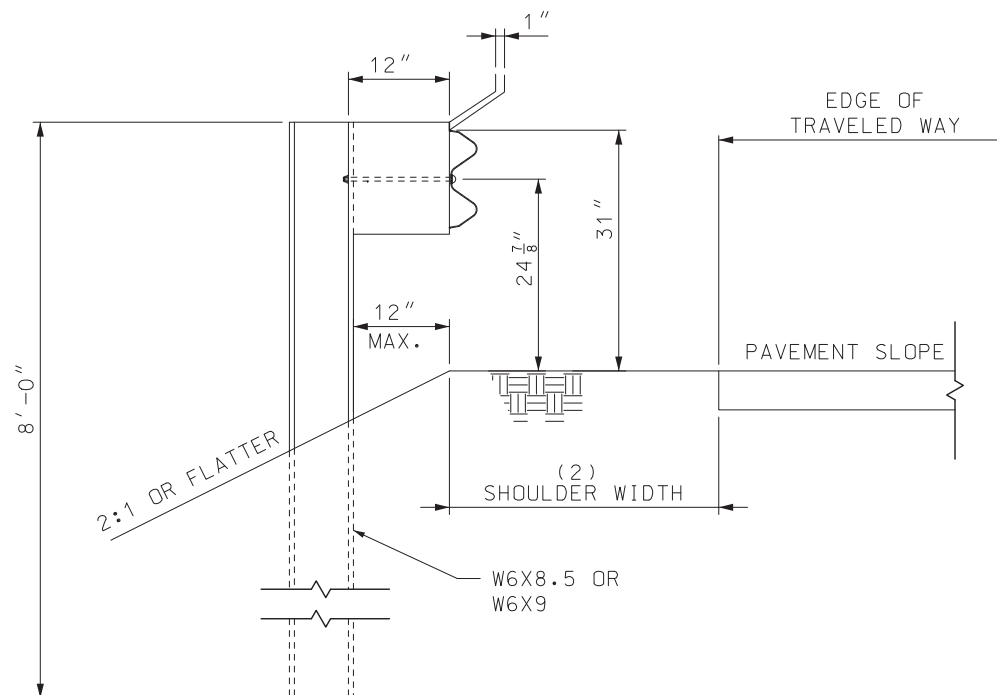 1"
12"
EDGE OF
TRAVELED WAY
31"
24 7/8"
12"
MAX.
PAVEMENT SLOPE
8'-0"
2:1 OR FLATTER
(2)
SHOULDER WIDTH
W6X8.5 OR
W6X9